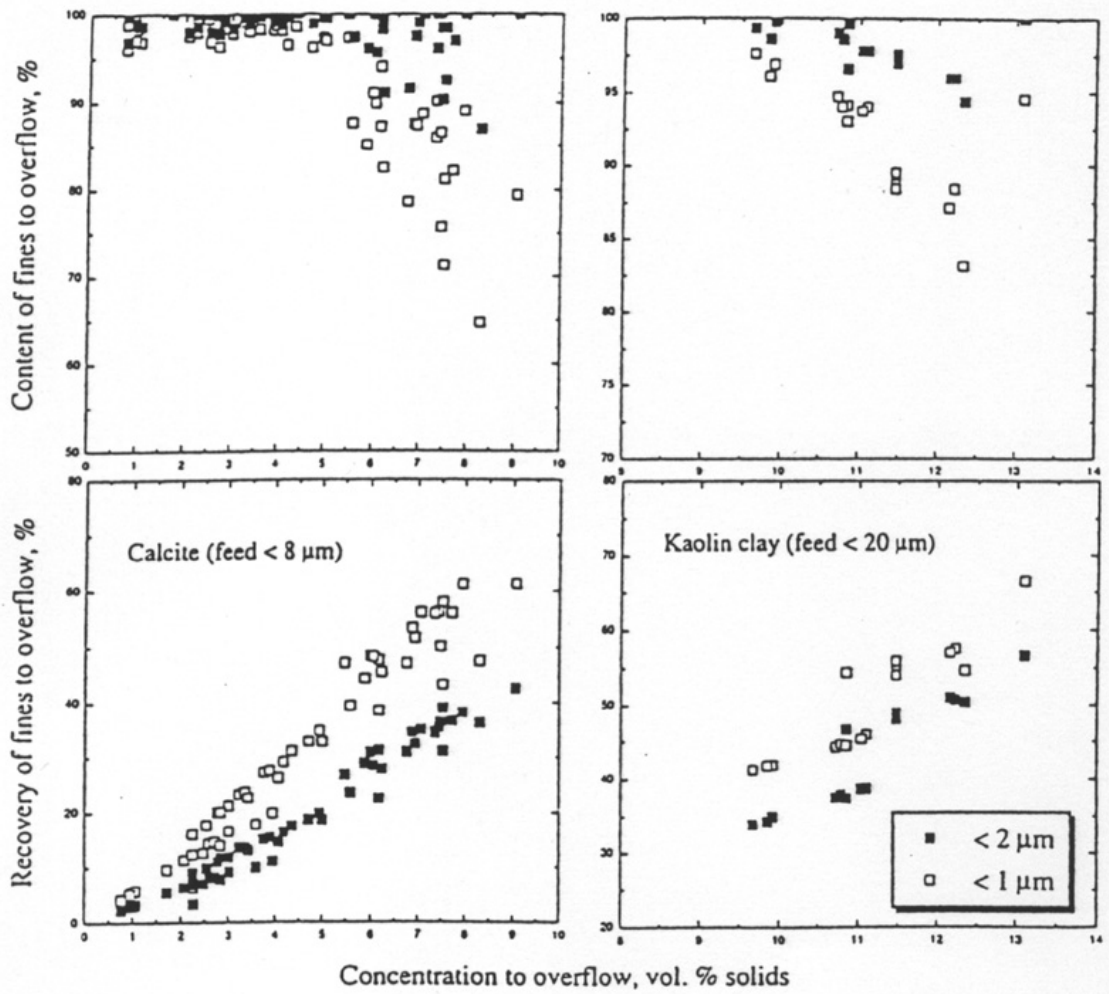 Content of fines to overflow, %
100
90
80
70
60
50
0 1 2 3 4 5 6 7 8 9 10
100
95
90
85
80
75
70
8 9 10 11 12 13 14
Recovery of fines to overflow, %
80
60
40
20
0
Calcite (feed < 8 μm)
0 1 2 3 4 5 6 7 8 9 10
80
70
60
50
40
30
20
Kaolin clay (feed < 20 μm)
< 2 μm
< 1 μm
8 9 10 11 12 13 14
Concentration to overflow, vol. % solids